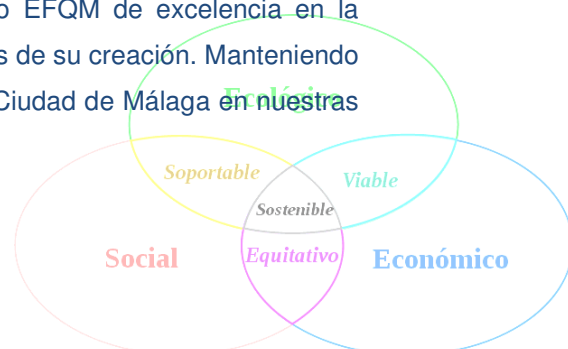 o EFQM de excelencia en la
s de su creación. Manteniendo
Ciudad de Málaga en nuestras
Ecológico
Soportable
Viable
Sostenible
Social
Equitativo
Económico